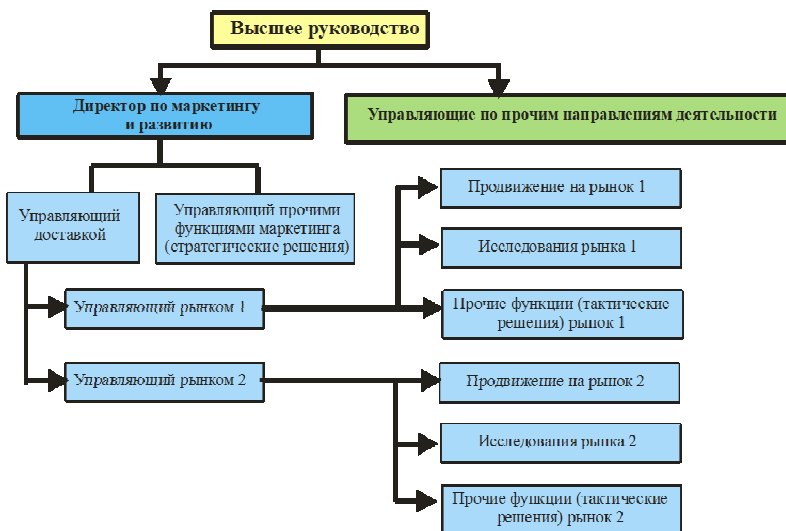 Высшее руководство
Директор по маркетингу
и развитию
Управляющие по прочим направлениям деятельности
Управляющий
доставкой
Управляющий прочими
функциями маркетинга
(стратегические решения)
Продвижение на рынок 1
Исследования рынка 1
Управляющий рынком 1
Прочие функции (тактические
решения) рынок 1
Управляющий рынком 2
Продвижение на рынок 2
Исследования рынка 2
Прочие функции (тактические
решения) рынок 2